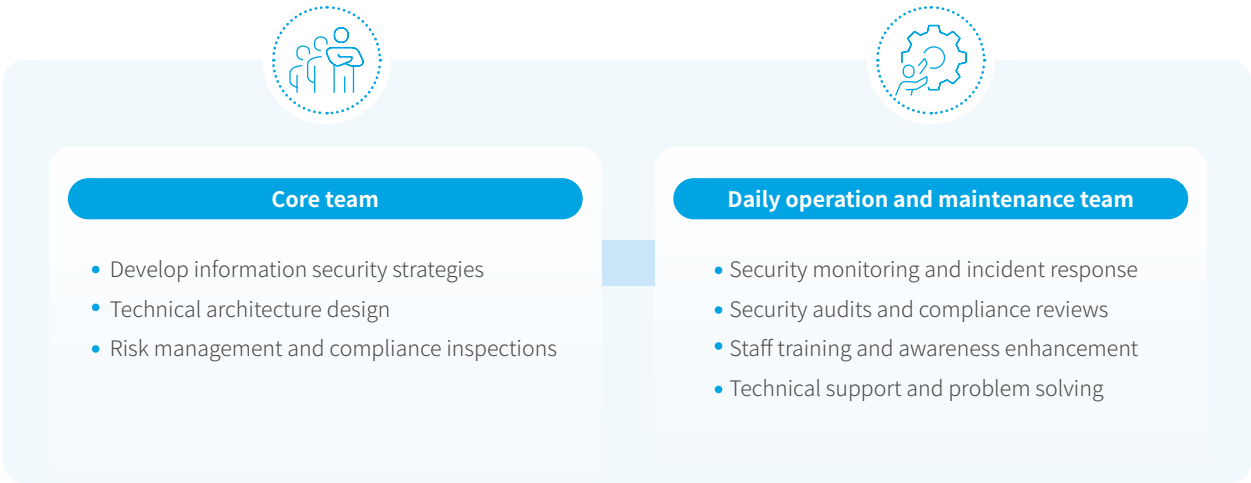 Core team
Develop information security strategies
Technical architecture design
Risk management and compliance inspections
Daily operation and maintenance team
Security monitoring and incident response
Security audits and compliance reviews
Staff training and awareness enhancement
Technical support and problem solving